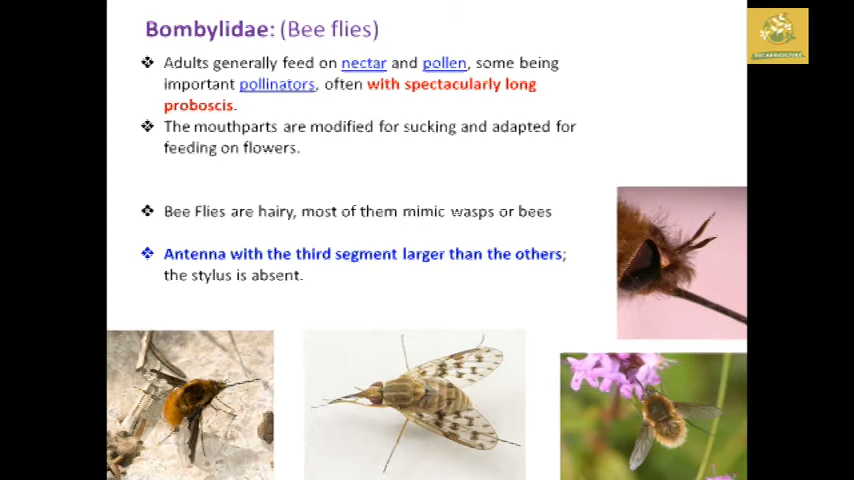 Bombylidae: (Bee flies)
❖ Adults generally feed on nectar and pollen, some being
important pollinators, often with spectacularly long
proboscis.
❖ The mouthparts are modified for sucking and adapted for
feeding on flowers.
❖ Bee Flies are hairy, most of them mimic wasps or bees
❖ Antenna with the third segment larger than the others;
the stylus is absent.